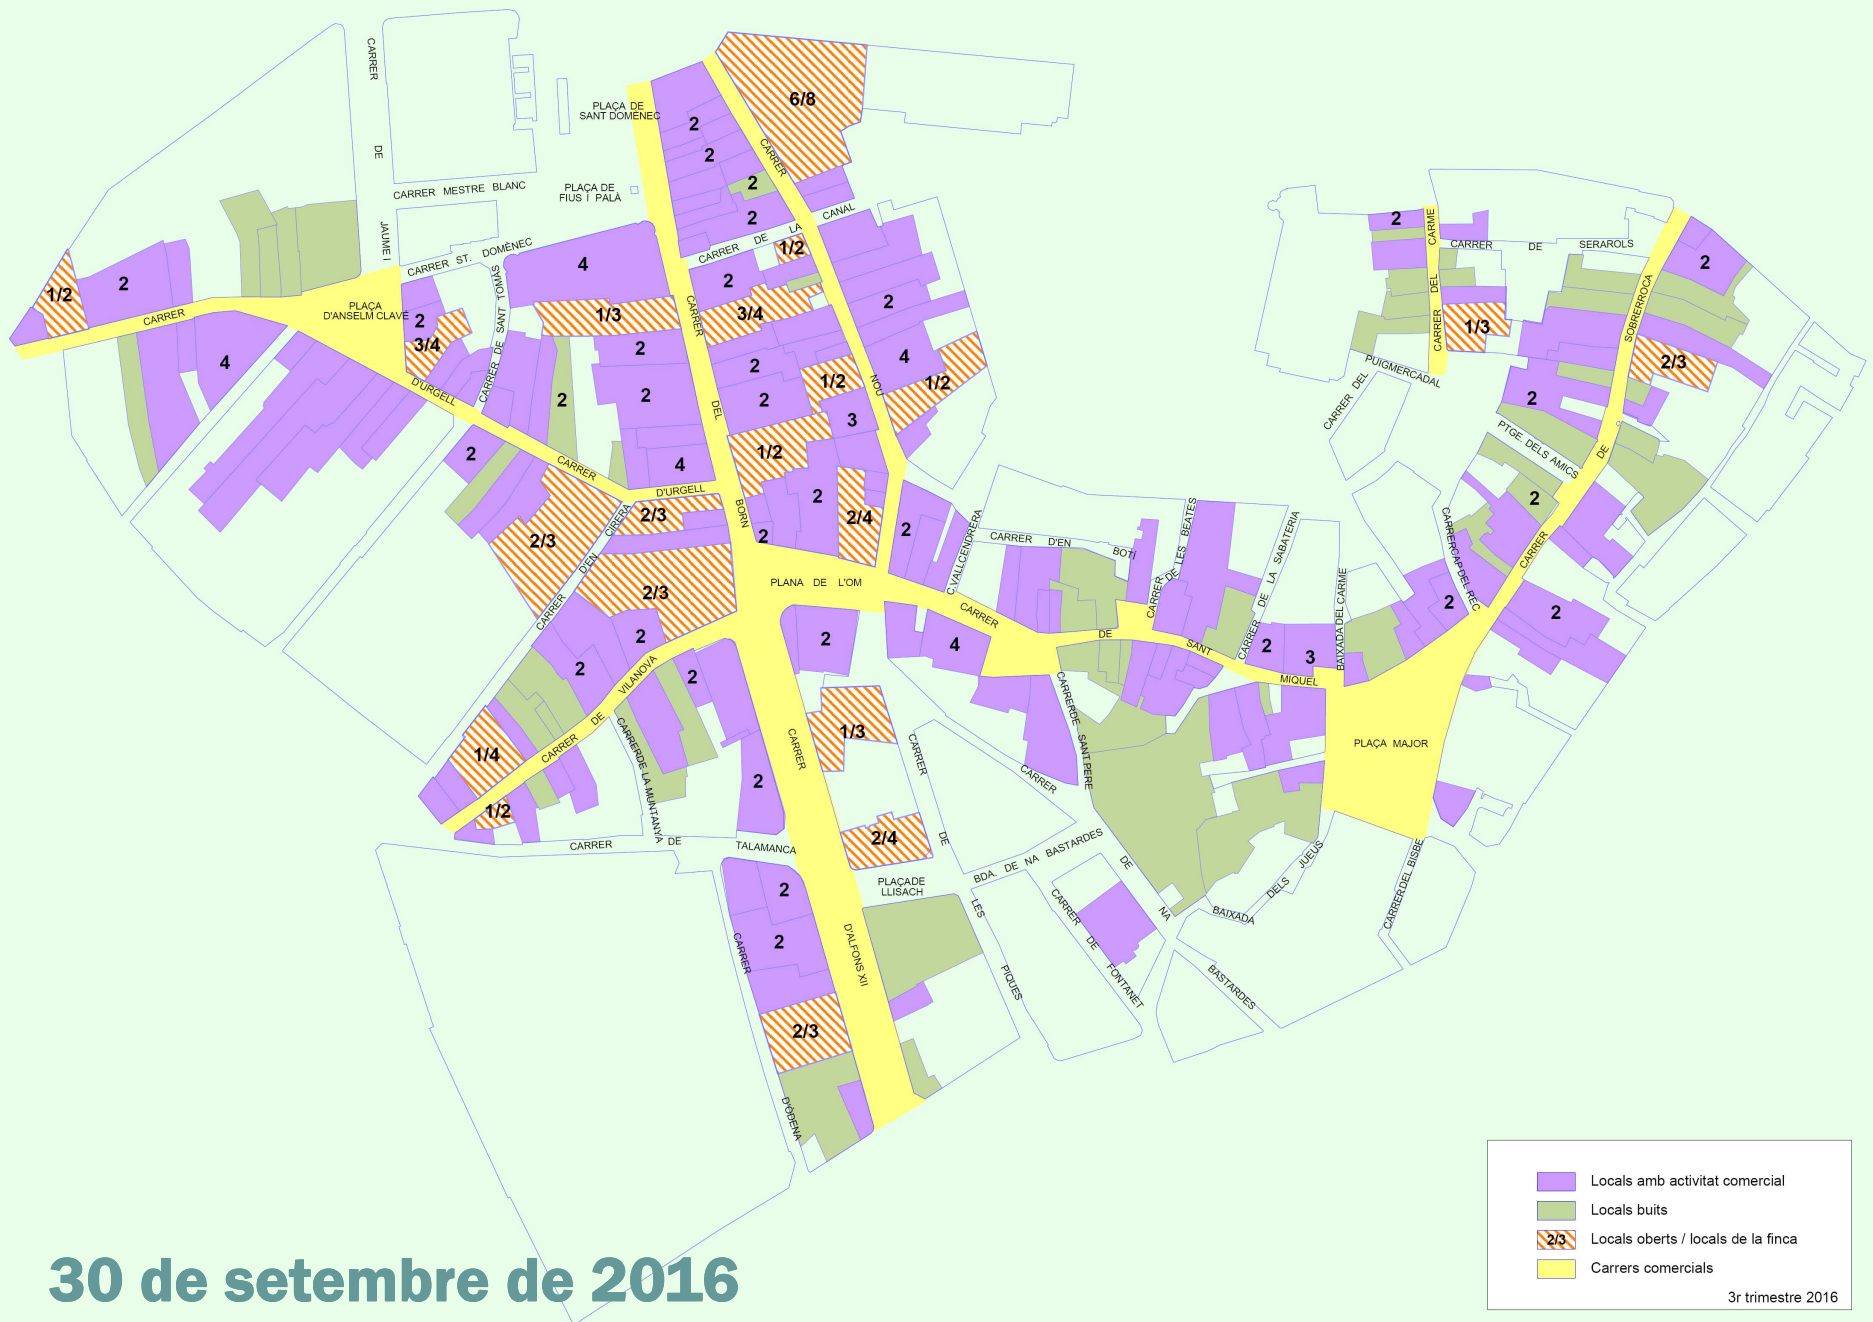 CARRER
DE
JAUME I
CARRER MESTRE BLANC
PLAÇA DE
SANT DOMÈNEC
PLAÇA DE
FIUS I PALÀ
CARRER ST. DOMÈNEC
CARRER DE SANT TOMÀS
PLAÇA
D'ANSELM CLAVÉ
CARRER
D'URGELL
CARRER
D'URGELL
CARRER
NOU
CARRER DE LA CANAL
CARRER
DEL
BORN
CARRER D'EN CIRERA
PLANA DE L'OM
CARRER DE VILANOVA
CARRER DE LA MUNTANYA
CARRER DE TALAMANCA
CARRER
D'ALFONS XII
CARRER
D'ÒDENA
PLAÇA DE
LLISACH
CARRER
DE
LES
PIQUES
BDA. DE NA BASTARDES
CARRER
DE
FONTANET
CARRER
DE
NA
BASTARDES
CARRER DE SANT PERE
C.VALLCENDRERA
CARRER D'EN BOTÍ
CARRER DE LES BEATES
CARRER DE LA SABATERIA
BAIXADA DEL CARME
CARRER
DE
SANT
MIQUEL
PLAÇA MAJOR
BAIXADA
DELS JUEUS
CARRER DEL BISBE
CARRER CAP DEL REC
CARRER
DE
SOBRERROCA
PTGE. DELS AMICS
CARRER DE SERAROLS
CARRER DEL CARME
CARRER DEL
PUIGMERCADAL
6/8
2
2
2
2
1/2
2
3/4
2
2
1/2
3
1/2
2
2/4
2
2
4
1/2
2
4
1/3
2
2
4
2
2
3/4
1/2
2
4
2
2/3
2/3
2/3
2
2
2
1/4
1/2
2
2
2
2
2/3
1/3
2/4
4
2
3
2
2
2
2
2
2/3
2
1/3
2
Locals amb activitat comercial
Locals buits
2/3 Locals oberts / locals de la finca
Carrers comercials
3r trimestre 2016
30 de setembre de 2016